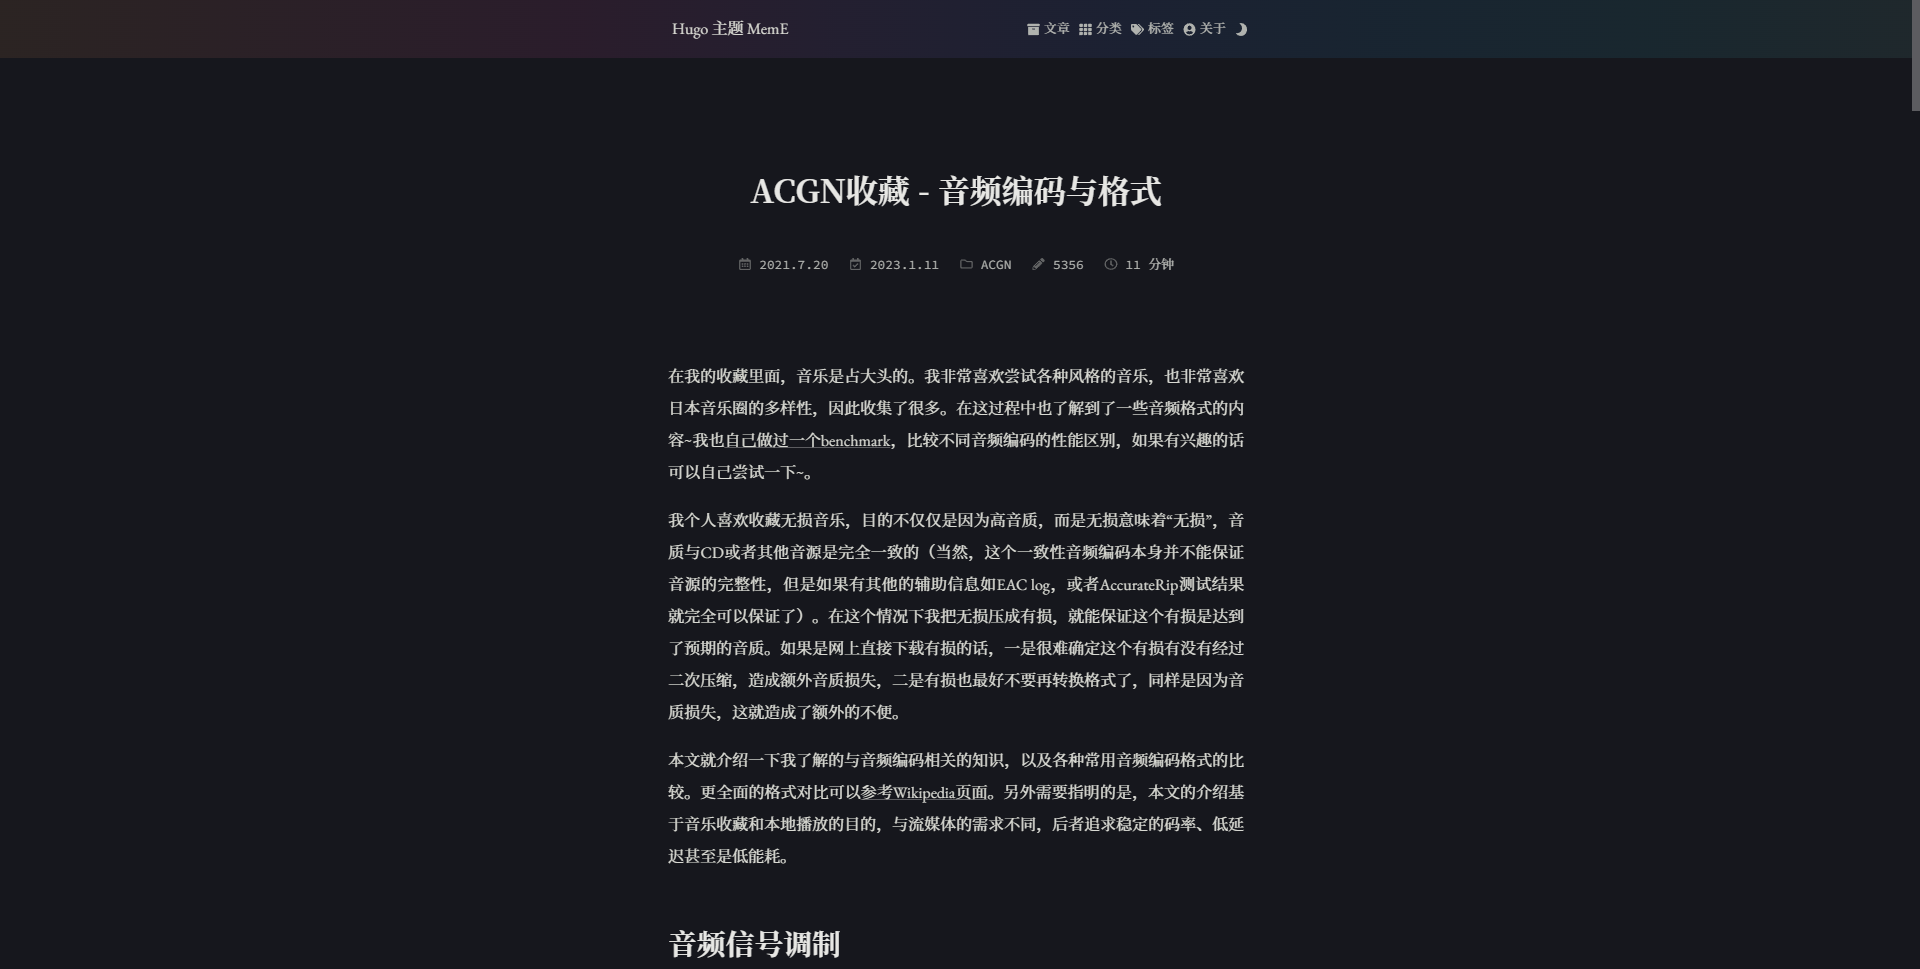 Hugo 主题 MemE
文章 分类 标签 关于
ACGN收藏 - 音频编码与格式
2021.7.20 2023.1.11 ACGN 5356 11 分钟
在我的收藏里面，音乐是占大头的。我非常喜欢尝试各种风格的音乐，也非常喜欢
日本音乐圈的多样性，因此收集了很多。在这过程中也了解到了一些音频格式的内
容~我也自己做过一个benchmark，比较不同音频编码的性能区别，如果有兴趣的话
可以自己尝试一下~。
我个人喜欢收藏无损音乐，目的不仅仅是因为高音质，而是无损意味着“无损”，音
质与CD或者其他音源是完全一致的（当然，这个一致性音频编码本身并不能保证
音源的完整性，但是如果有其他的辅助信息如EAC log，或者AccurateRip测试结果
就完全可以保证了）。在这个情况下我把无损压成有损，就能保证这个有损是达到
了预期的音质。如果是网上直接下载有损的话，一是很难确定这个有损有没有经过
二次压缩，造成额外音质损失，二是有损也最好不要再转换格式了，同样是因为音
质损失，这就造成了额外的不便。
本文就介绍一下我了解的与音频编码相关的知识，以及各种常用音频编码格式的比
较。更全面的格式对比可以参考Wikipedia页面。另外需要指明的是，本文的介绍基
于音乐收藏和本地播放的目的，与流媒体的需求不同，后者追求稳定的码率、低延
迟甚至是低能耗。
音频信号调制